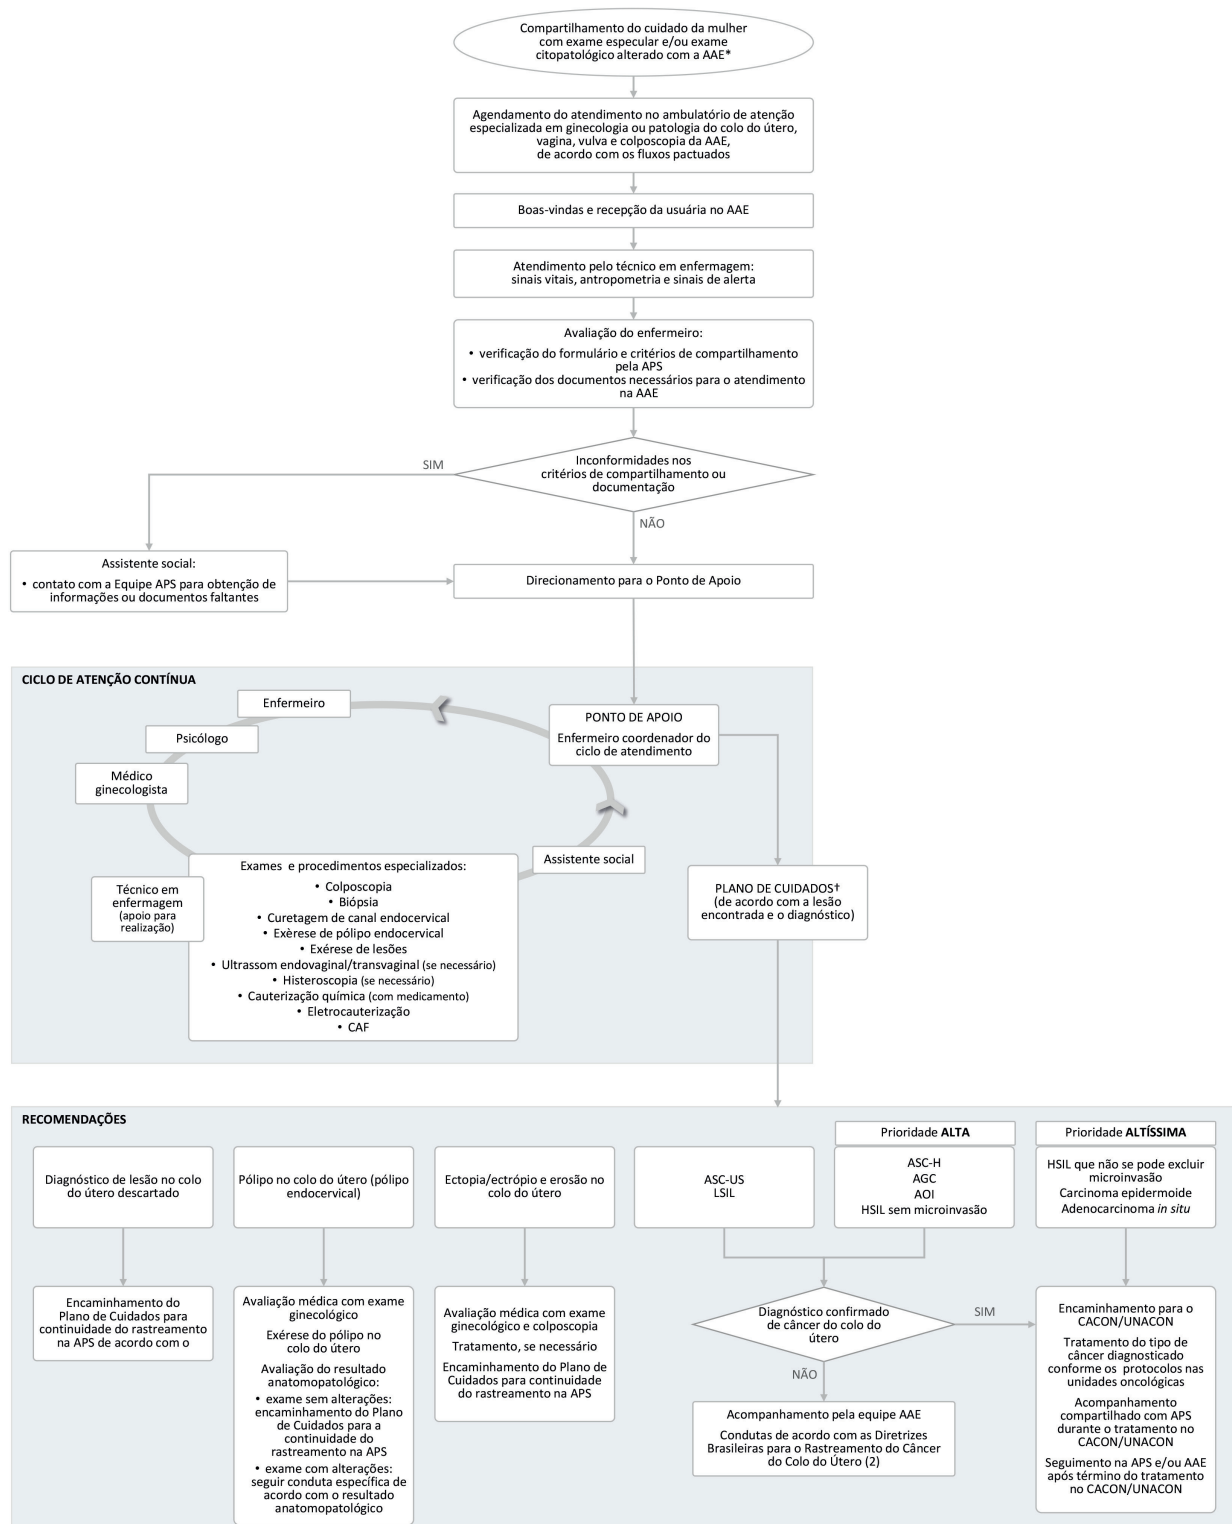 Compartilhamento do cuidado da mulher
com exame especular e/ou exame
citopatológico alterado com a AAE*
Agendamento do atendimento no ambulatório de atenção
especializada em ginecologia ou patologia do colo do útero,
vagina, vulva e colposcopia da AAE,
de acordo com os fluxos pactuados
Boas-vindas e recepção da usuária no AAE
Atendimento pelo técnico em enfermagem:
sinais vitais, antropometria e sinais de alerta
Avaliação do enfermeiro:
• verificação do formulário e critérios de compartilhamento
pela APS
• verificação dos documentos necessários para o atendimento
na AAE
Inconformidades nos
critérios de compartilhamento ou
documentação
SIM
NÃO
Assistente social:
• contato com a Equipe APS para obtenção de
informações ou documentos faltantes
Direcionamento para o Ponto de Apoio
CICLO DE ATENÇÃO CONTÍNUA
Enfermeiro
Psicólogo
Médico
ginecologista
PONTO DE APOIO
Enfermeiro coordenador do
ciclo de atendimento
Assistente social
Técnico em
enfermagem
(apoio para
realização)
Exames e procedimentos especializados:
• Colposcopia
• Biópsia
• Curetagem de canal endocervical
• Exèrese de pólipo endocervical
• Exérese de lesões
• Ultrassom endovaginal/transvaginal (se necessário)
• Histeroscopia (se necessário)
• Cauterização química (com medicamento)
• Eletrocauterização
• CAF
PLANO DE CUIDADOS†
(de acordo com a lesão
encontrada e o diagnóstico)
RECOMENDAÇÕES
Diagnóstico de lesão no colo
do útero descartado
Encaminhamento do
Plano de Cuidados para
continuidade do rastreamento
na APS de acordo com o
Pólipo no colo do útero (pólipo
endocervical)
Avaliação médica com exame
ginecológico
Exérese do pólipo no
colo do útero
Avaliação do resultado
anatomopatológico:
• exame sem alterações:
encaminhamento do Plano
de Cuidados para a
continuidade do
rastreamento na APS
• exame com alterações:
seguir conduta específica de
acordo com o resultado
anatomopatológico
Ectopia/ectrópio e erosão no
colo do útero
Avaliação médica com exame
ginecológico e colposcopia
Tratamento, se necessário
Encaminhamento do Plano de
Cuidados para continuidade
do rastreamento na APS
ASC-US
LSIL
Prioridade ALTA
ASC-H
AGC
AOI
HSIL sem microinvasão
Prioridade ALTÍSSIMA
HSIL que não se pode excluir
microinvasão
Carcinoma epidermoide
Adenocarcinoma in situ
Diagnóstico confirmado
de câncer do colo do
útero
SIM
NÃO
Acompanhamento pela equipe AAE
Condutas de acordo com as Diretrizes
Brasileiras para o Rastreamento do Câncer
do Colo do Útero (2)
Encaminhamento para o
CACON/UNACON
Tratamento do tipo de
câncer diagnosticado
conforme os protocolos nas
unidades oncológicas
Acompanhamento
compartilhado com APS
durante o tratamento no
CACON/UNACON
Seguimento na APS e/ou AAE
após término do tratamento
no CACON/UNACON